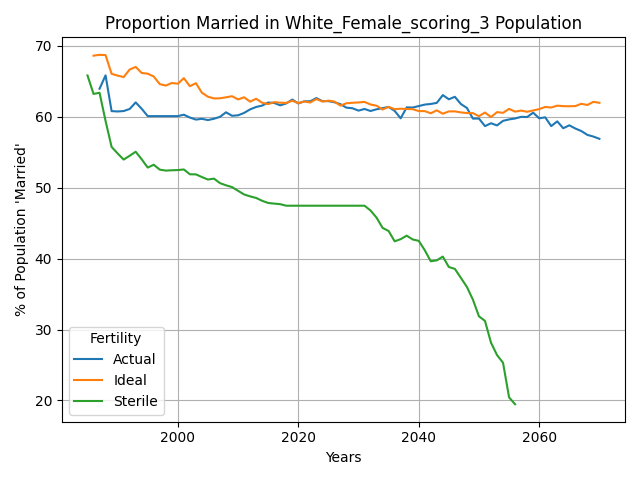 Proportion Married in White_Female_scoring_3 Population
% of Population 'Married'
70
60
50
40
30
20
Fertility
Actual
Ideal
Sterile
2000 2020 2040 2060
Years